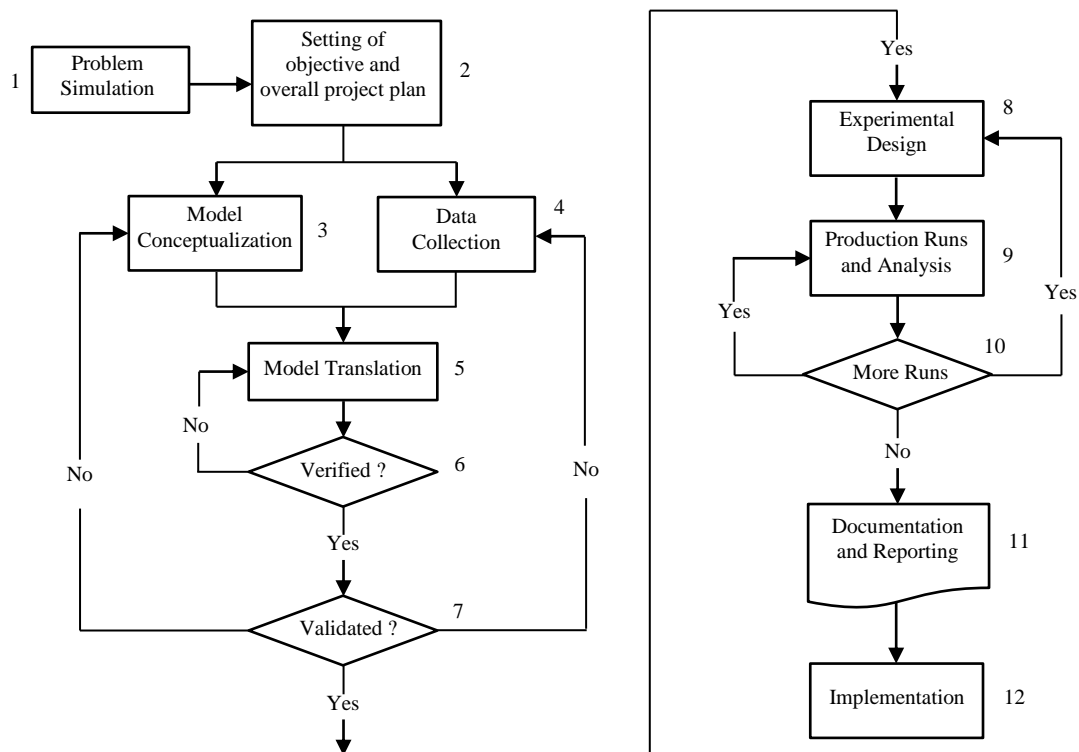 1
Problem
Simulation
Setting of
objective and
overall project plan
2
Model
Conceptualization
3
Data
Collection
4
Model Translation
5
No
Verified ?
6
No
No
Yes
Validated ?
7
Yes
Yes
Experimental
Design
8
Production Runs
and Analysis
9
Yes
Yes
More Runs
10
No
Documentation
and Reporting
11
Implementation
12